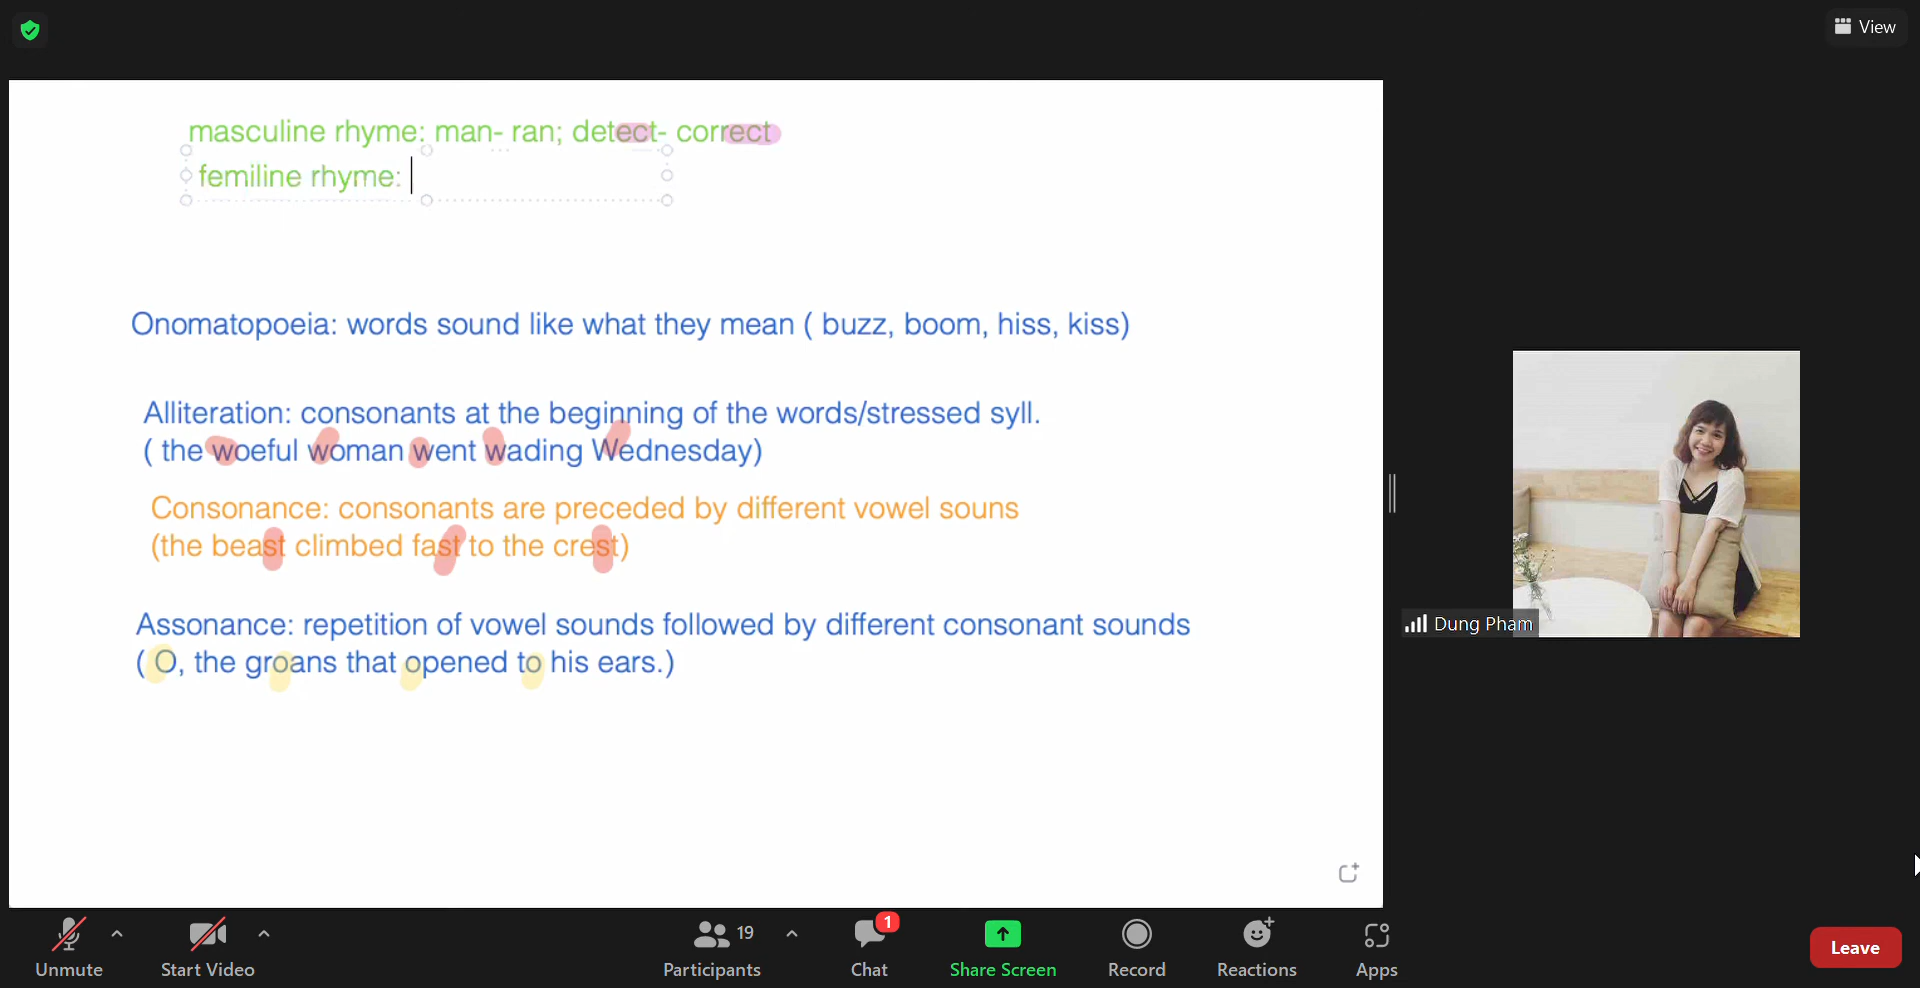 View
masculine rhyme: man- ran; detect- correct
femiline rhyme:
Onomatopoeia: words sound like what they mean ( buzz, boom, hiss, kiss)
Alliteration: consonants at the beginning of the words/stressed syll.
( the woeful woman went wading Wednesday)
Consonance: consonants are preceded by different vowel souns
(the beast climbed fast to the crest)
Assonance: repetition of vowel sounds followed by different consonant sounds
( O, the groans that opened to his ears.)
Dung Pham
19
1
Unmute
Start Video
Participants
Chat
Share Screen
Record
Reactions
Apps
Leave